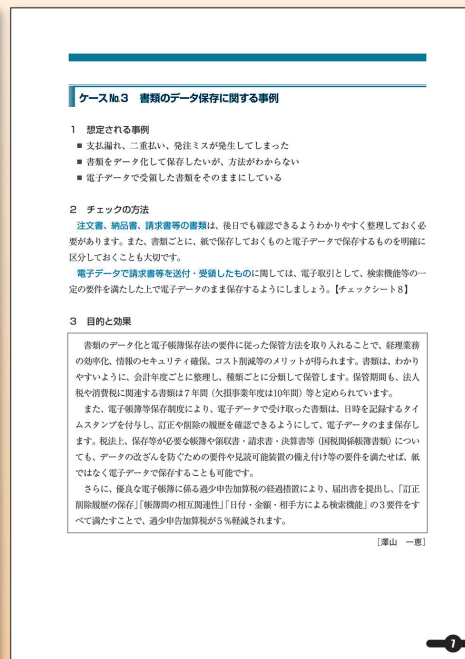 ケース№3 書類のデータ保存に関する事例
1 想定される事例
■ 支払漏れ、二重払い、発注ミスが発生してしまった
■ 書類をデータ化して保存したいが、方法がわからない
■ 電子データで受領した書類をそのままにしている
2 チェックの方法
注文書、納品書、請求書等の書類は、後日でも確認できるようわかりやすく整理しておく必
要があります。また、書類ごとに、紙で保存しておくものと電子データで保存するものを明確に
区分しておくことも大切です。
電子データで請求書等を送付・受領したものに関しては、電子取引として、検索機能等の一
定の要件を満たした上で電子データのまま保存するようにしましょう。【チェックシート8】
3 目的と効果
書類のデータ化と電子帳簿保存法の要件に従った保管方法を取り入れることで、経理業務
の効率化、情報のセキュリティ確保、コスト削減等のメリットが得られます。書類は、わかり
やすいように、会計年度ごとに整理し、種類ごとに分類して保管します。保管期間も、法人
税や消費税に関連する書類は7年間（欠損事業年度は10年間）等と定められています。
また、電子帳簿等保存制度により、電子データで受け取った書類は、日時を記録するタイ
ムスタンプを付与し、訂正や削除の履歴を確認できるようにして、電子データのまま保存し
ます。税法上、保存等が必要な帳簿や領収書・請求書・決算書等（国税関係帳簿書類）につい
ても、データの改ざんを防ぐための要件や見読可能装置の備え付け等の要件を満たせば、紙
ではなく電子データで保存することも可能です。
さらに、優良な電子帳簿に係る過少申告加算税の経過措置により、届出書を提出し、「訂正
削除履歴の保存」「帳簿間の相互関連性」「日付・金額・相手方による検索機能」の3要件をす
べて満たすことで、過少申告加算税が5％軽減されます。
［澤山 一恵］
7